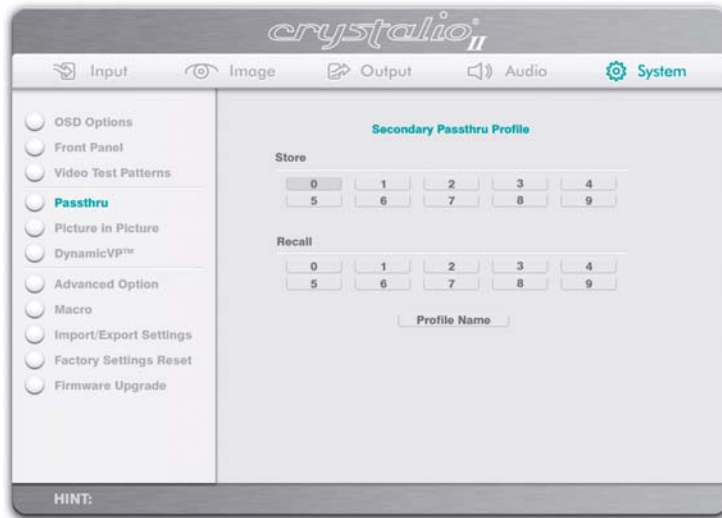 crystalio® II
Input Image Output Audio System
OSD Options
Front Panel
Video Test Patterns
Passthru
Picture in Picture
DynamicVP™
Advanced Option
Macro
Import/Export Settings
Factory Settings Reset
Firmware Upgrade
Secondary Passthru Profile
Store
0 1 2 3 4
5 6 7 8 9
Recall
0 1 2 3 4
5 6 7 8 9
Profile Name
HINT: